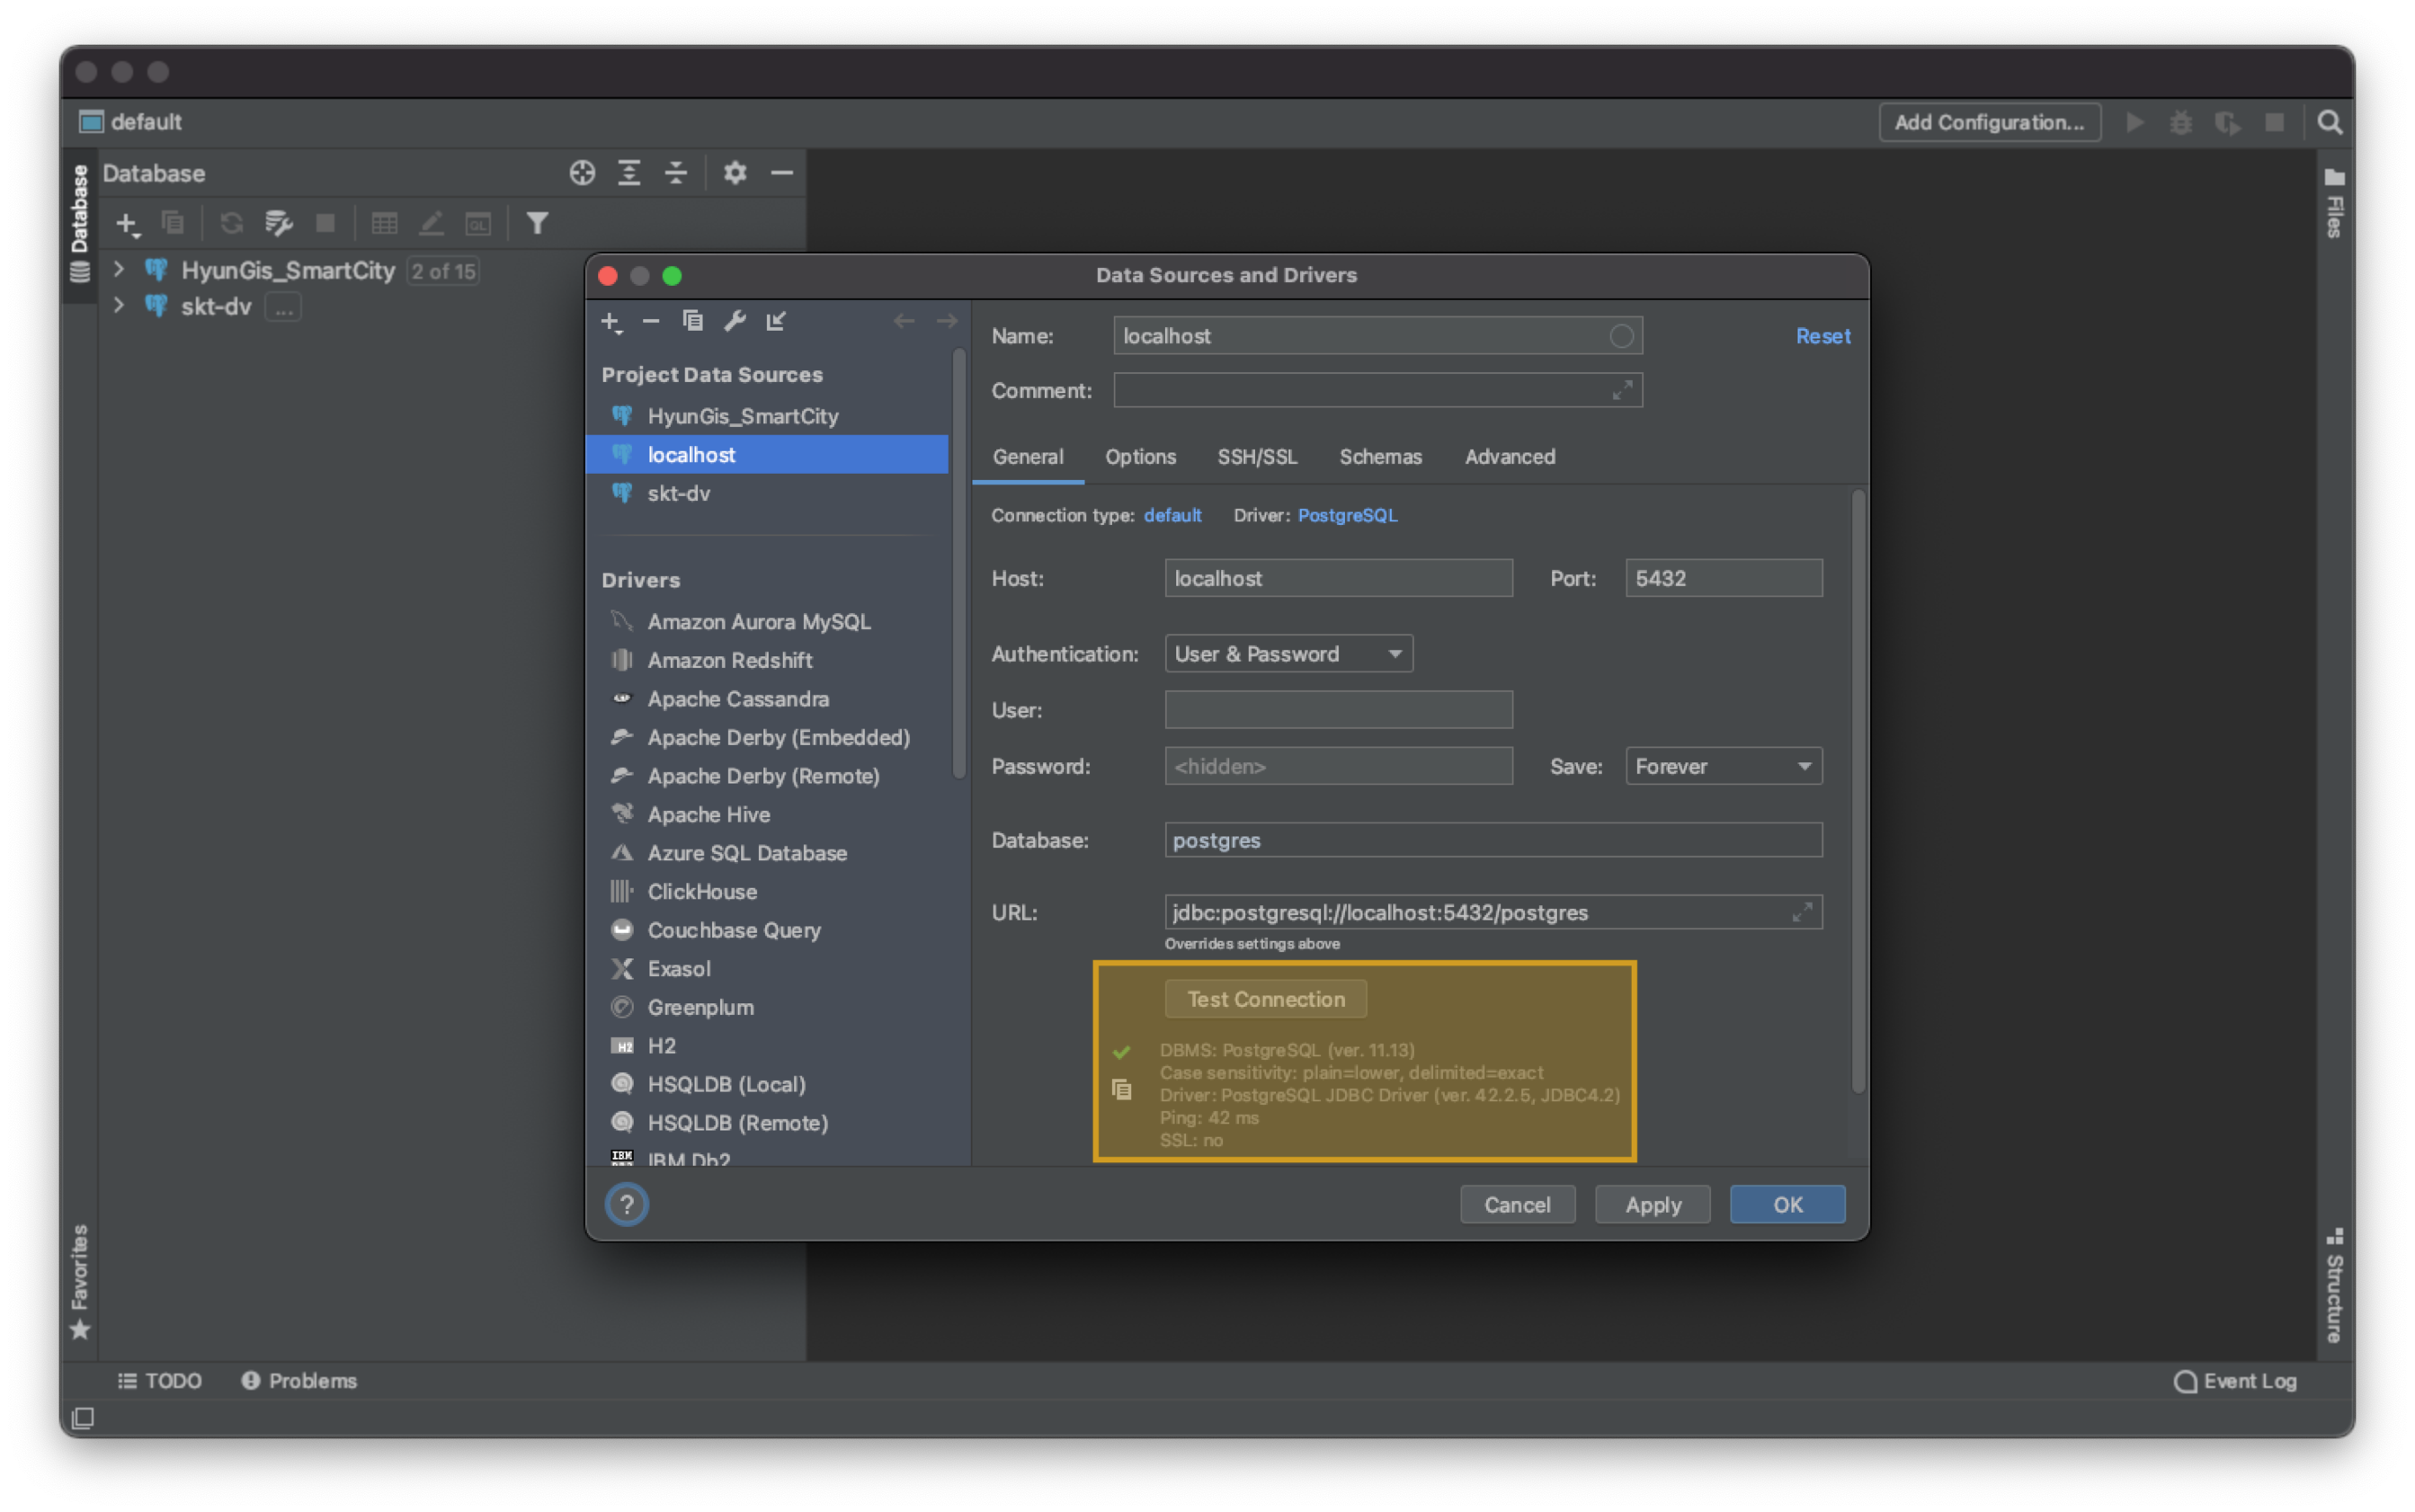 default
Add Configuration...
Database
Database
Files
HyunGis_SmartCity 2 of 15
skt-dv ...
Data Sources and Drivers
Project Data Sources
HyunGis_SmartCity
localhost
skt-dv
Drivers
Amazon Aurora MySQL
Amazon Redshift
Apache Cassandra
Apache Derby (Embedded)
Apache Derby (Remote)
Apache Hive
Azure SQL Database
ClickHouse
Couchbase Query
Exasol
Greenplum
H2 H2
HSQLDB (Local)
HSQLDB (Remote)
IBM IBM Db2
Name: localhost Reset
Comment:
General Options SSH/SSL Schemas Advanced
Connection type: default Driver: PostgreSQL
Host: localhost Port: 5432
Authentication: User & Password
User:
Password: <hidden> Save: Forever
Database: postgres
URL: jdbc:postgresql://localhost:5432/postgres
Overrides settings above
Test Connection
DBMS: PostgreSQL (ver. 11.13)
Case sensitivity: plain=lower, delimited=exact
Driver: PostgreSQL JDBC Driver (ver. 42.2.5, JDBC4.2)
Ping: 42 ms
SSL: no
? Cancel Apply OK
Favorites
Structure
TODO Problems Event Log